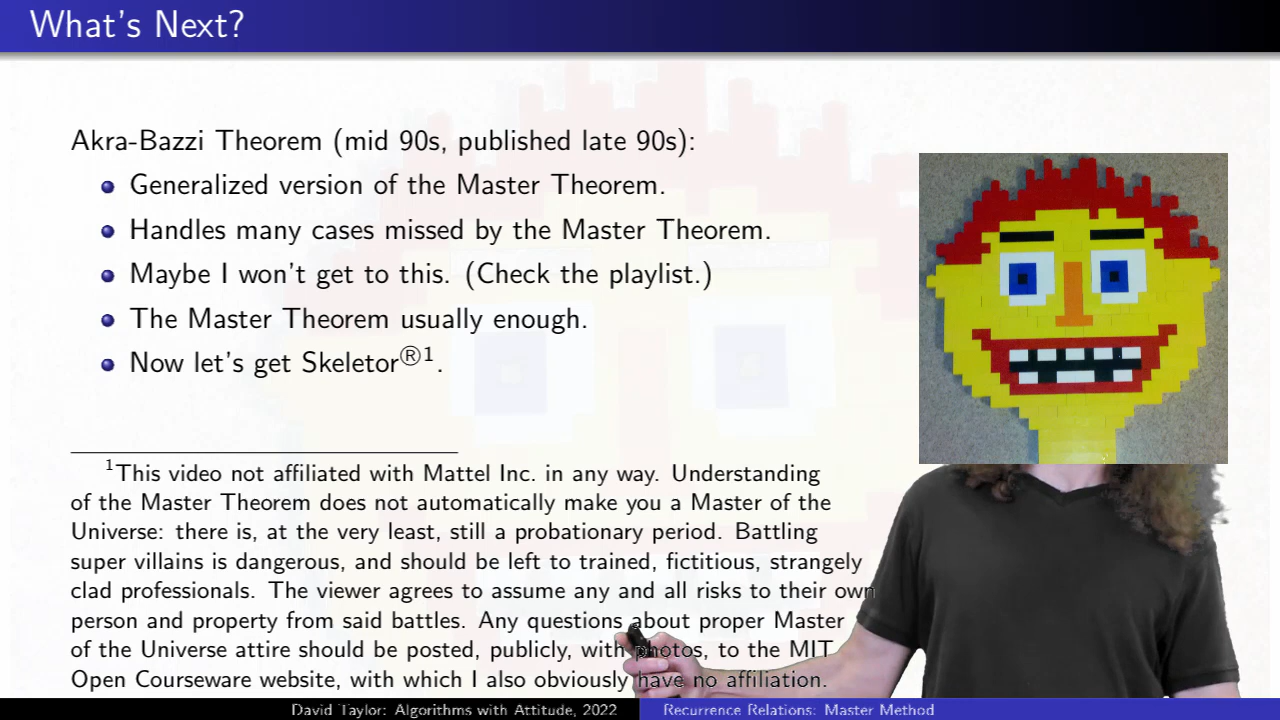 What's Next?
Akra-Bazzi Theorem (mid 90s, published late 90s):
Generalized version of the Master Theorem.
Handles many cases missed by the Master Theorem.
Maybe I won't get to this. (Check the playlist.)
The Master Theorem usually enough.
Now let's get Skeletor®1.
1This video not affiliated with Mattel Inc. in any way. Understanding
of the Master Theorem does not automatically make you a Master of the
Universe: there is, at the very least, still a probationary period. Battling
super villains is dangerous, and should be left to trained, fictitious, strangely
clad professionals. The viewer agrees to assume any and all risks to their own
person and property from said battles. Any questions about proper Master
of the Universe attire should be posted, publicly, with photos, to the MIT
Open Courseware website, with which I also obviously have no affiliation.
David Taylor: Algorithms with Attitude, 2022 Recurrence Relations: Master Method